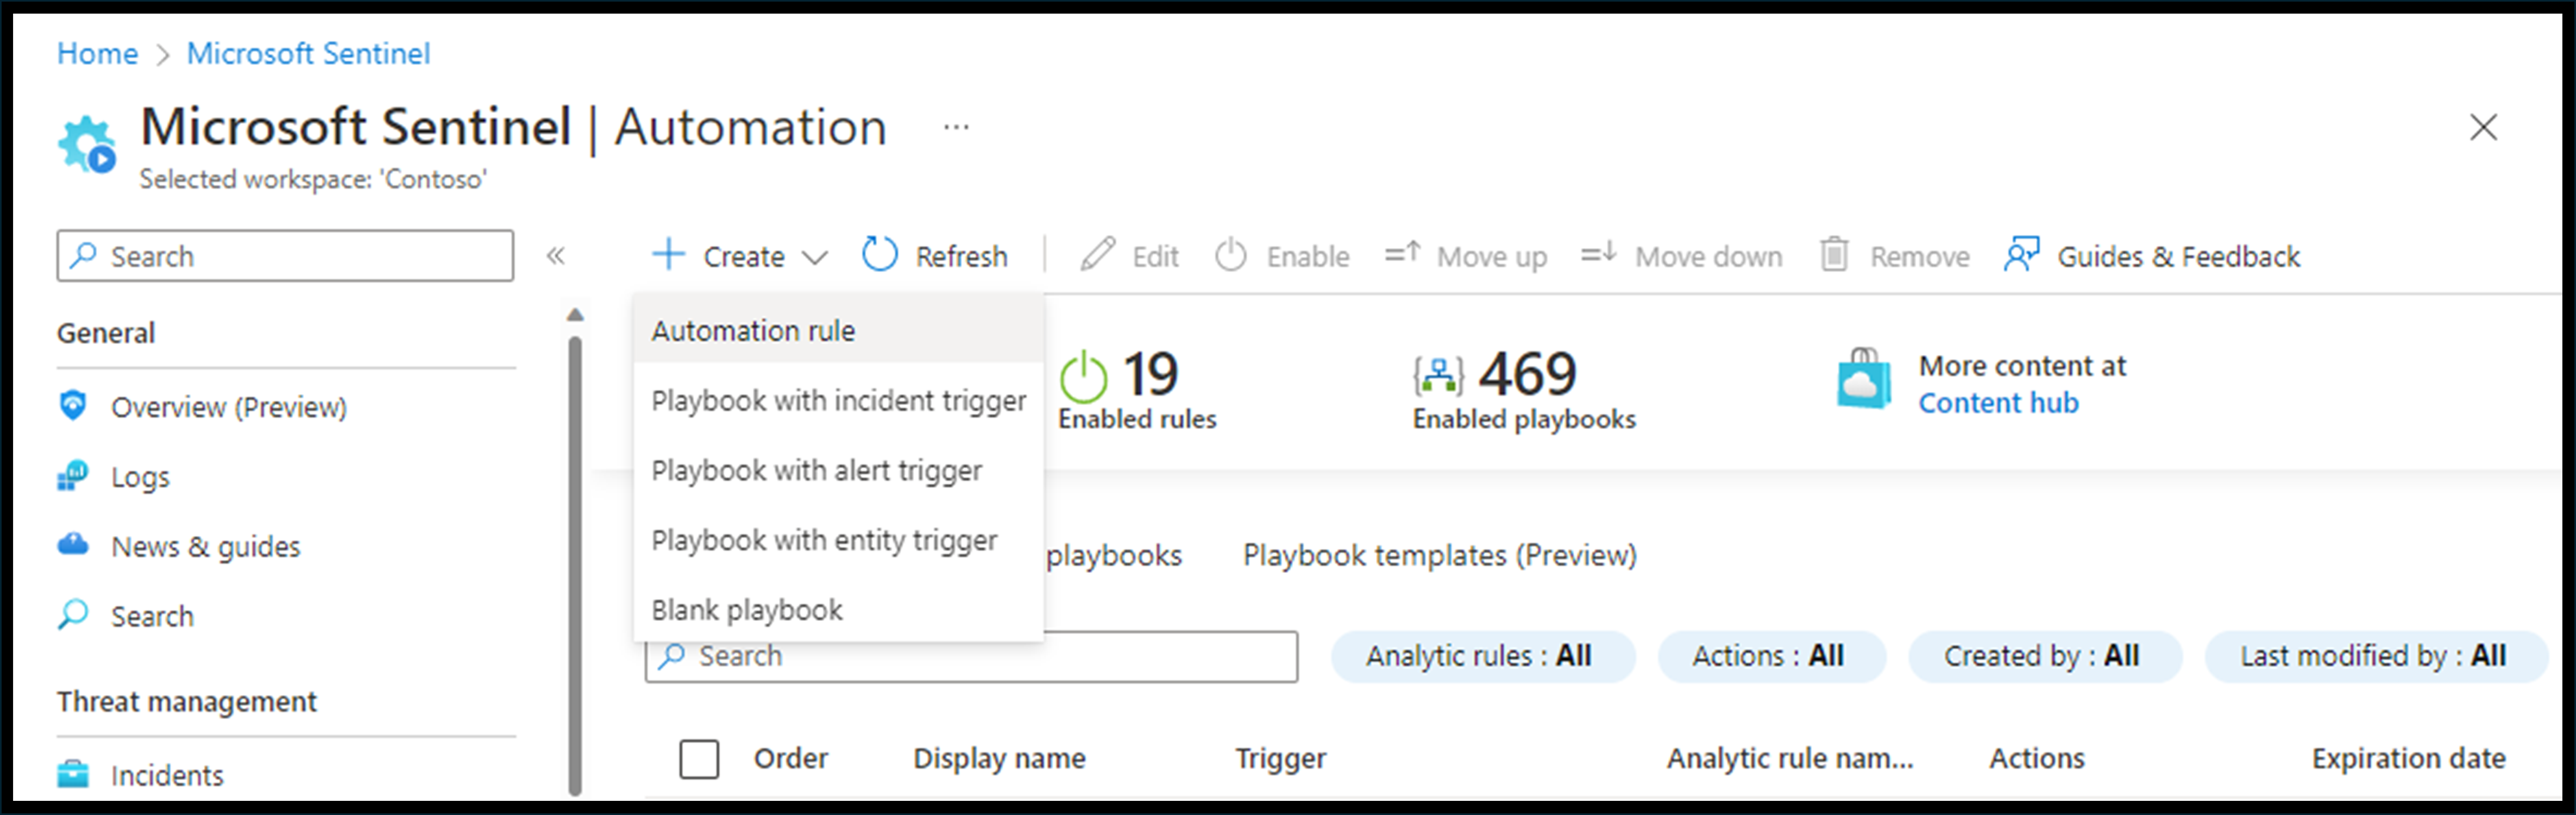 Home > Microsoft Sentinel
Microsoft Sentinel | Automation ...
Selected workspace: 'Contoso'
Search «
+ Create Refresh Edit Enable Move up Move down Remove Guides & Feedback
General
Overview (Preview)
Logs
News & guides
Search
Threat management
Incidents
Automation rule
Playbook with incident trigger
Playbook with alert trigger
Playbook with entity trigger
Blank playbook
19
Enabled rules
469
Enabled playbooks
More content at
Content hub
playbooks Playbook templates (Preview)
Search Analytic rules : All Actions : All Created by : All Last modified by : All
Order Display name Trigger Analytic rule nam... Actions Expiration date